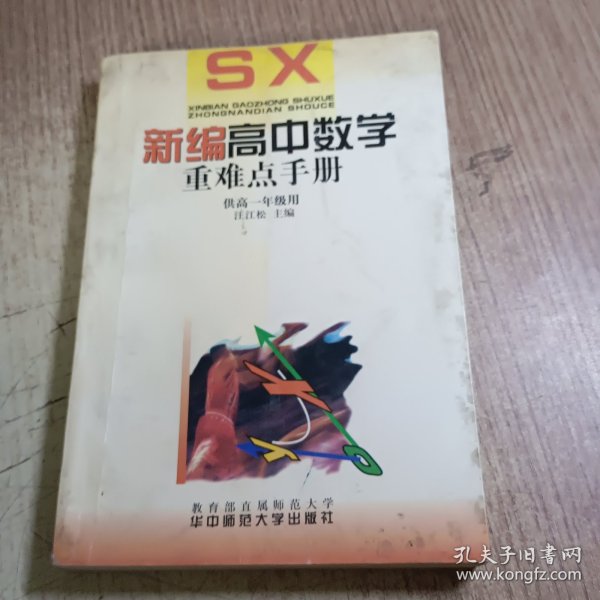 SX
XINBIAN GAOZHONG SHUXUE
ZHONGNANDIAN SHOUCE
新编高中数学
重难点手册
供高一年级用
汪江松 主编
X
y
O
教育部直属师范大学
华中师范大学出版社
孔夫子旧书网
www.kongfz.com